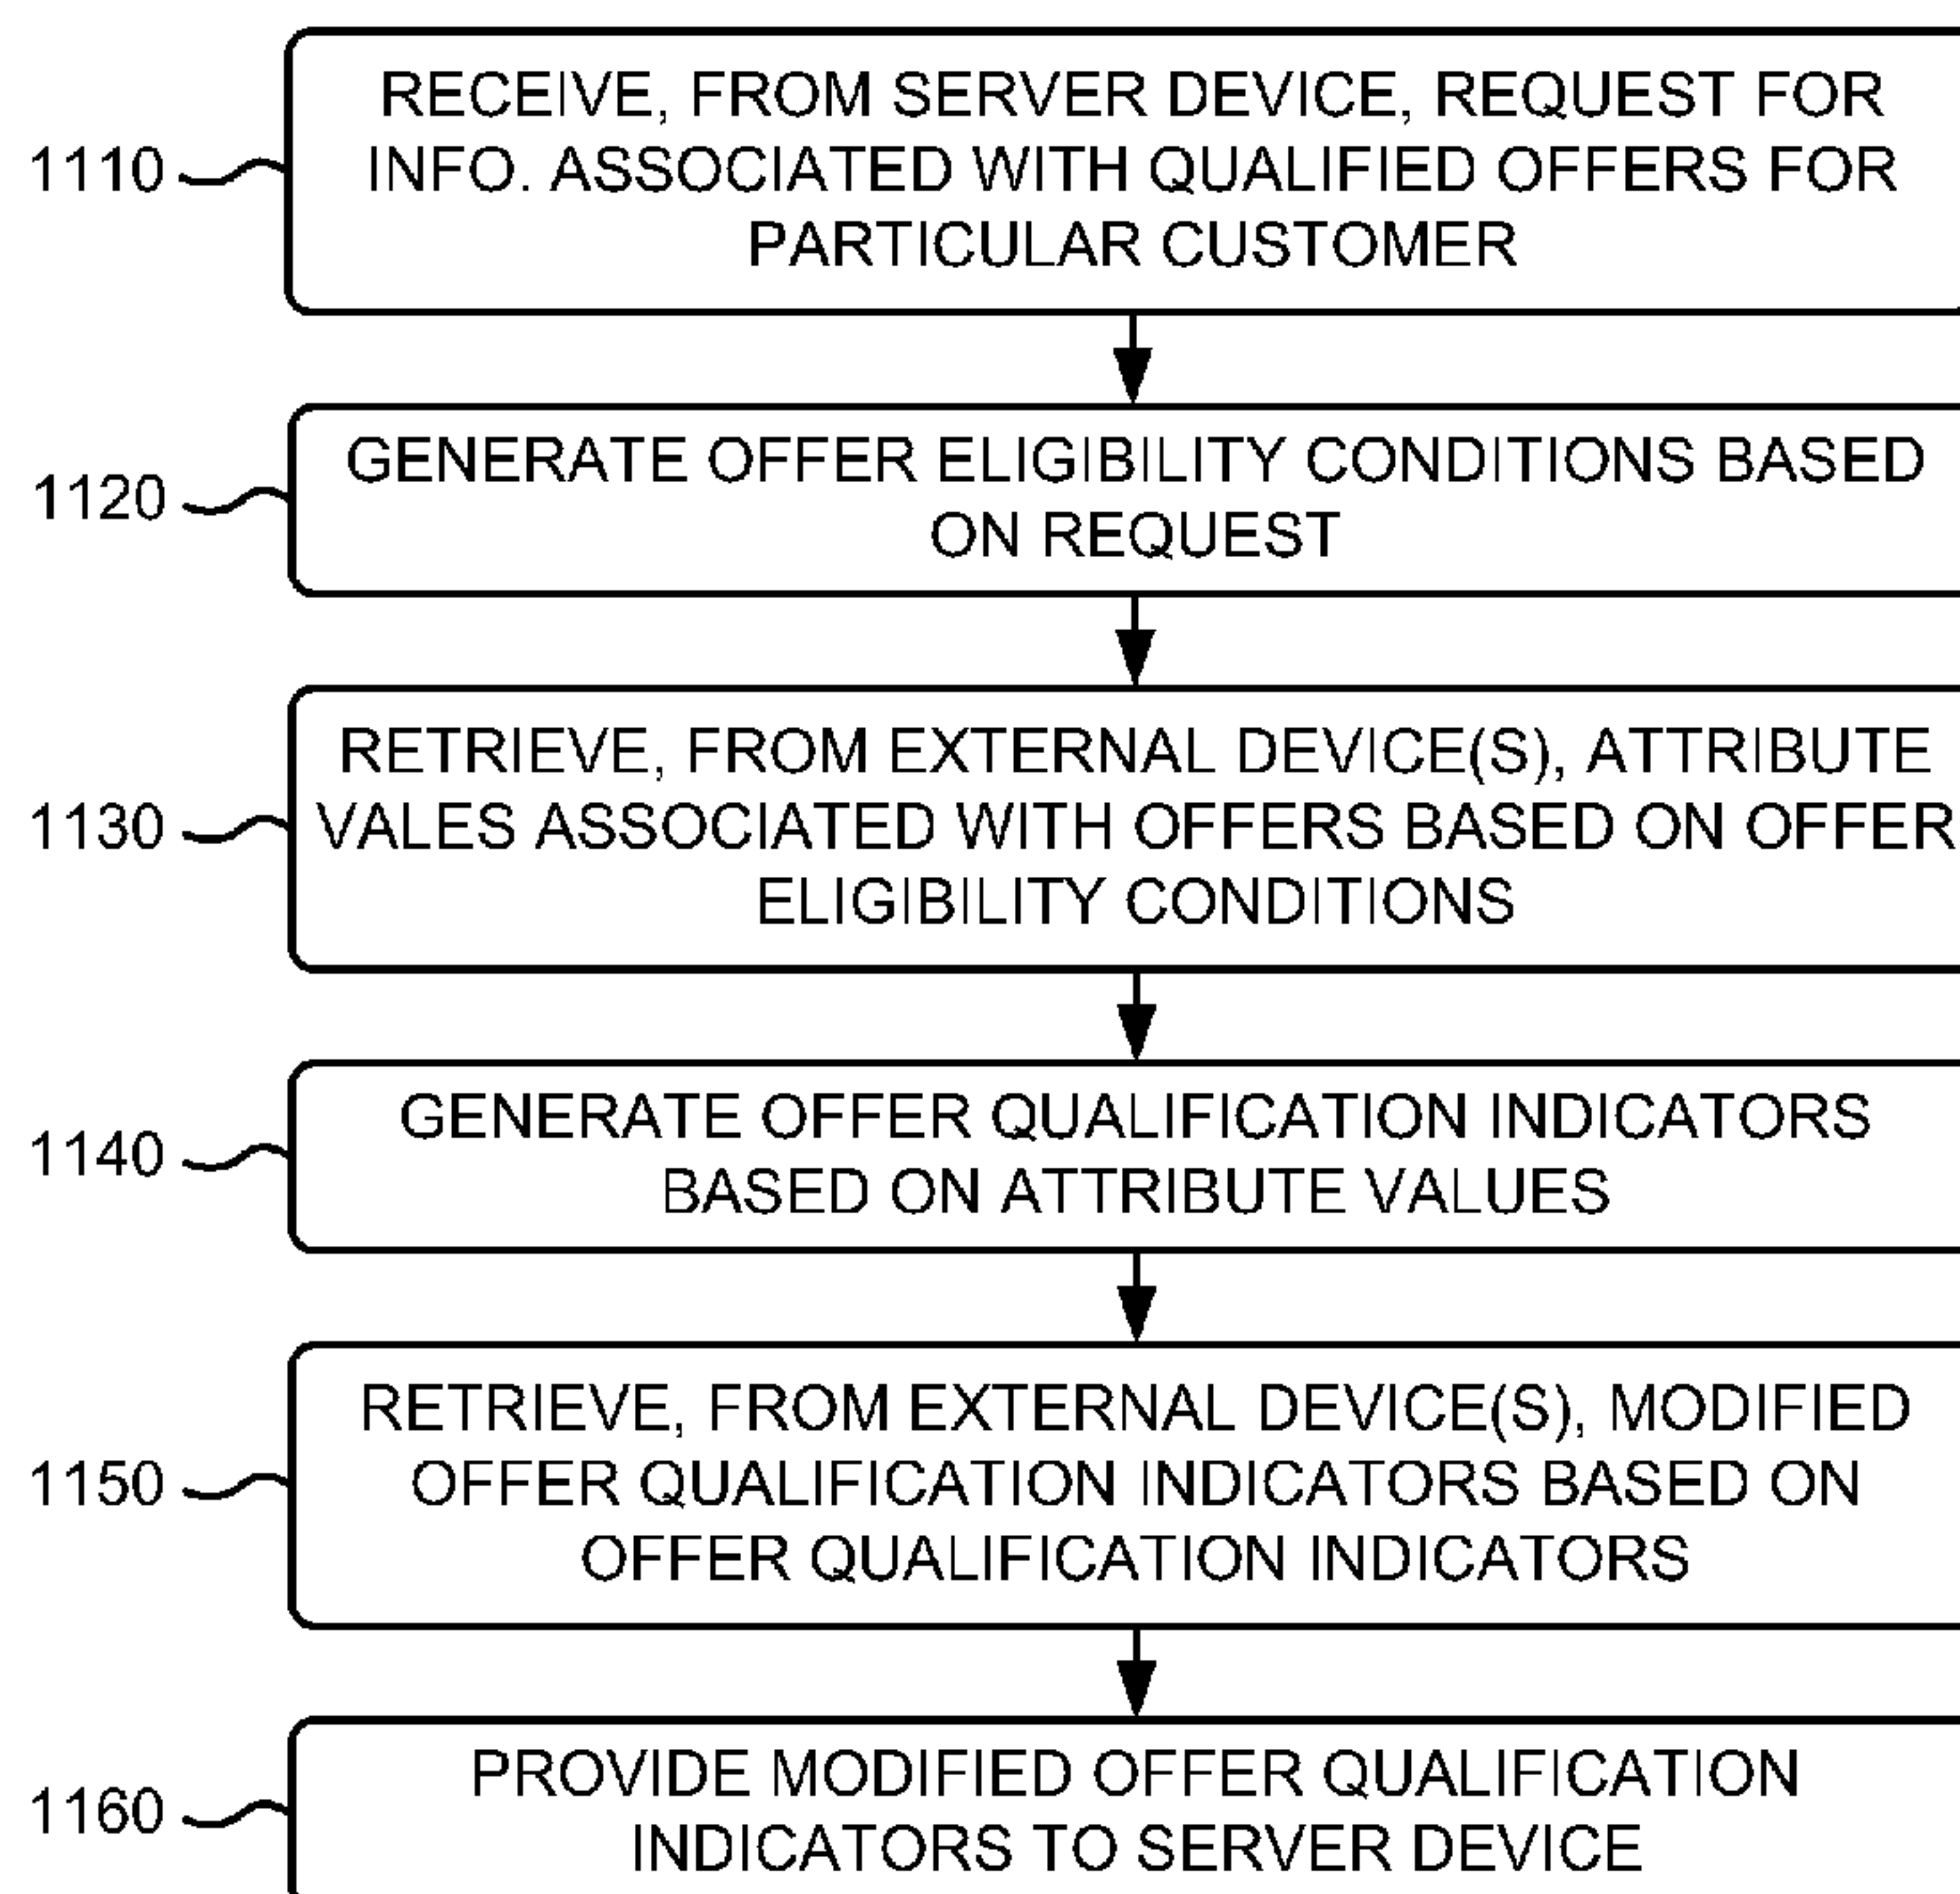 RECEIVE, FROM SERVER DEVICE, REQUEST FOR
1110
INFO. ASSOCIATED WITH QUALIFIED OFFERS FOR
PARTICULAR CUSTOMER
GENERATE OFFER ELIGIBILITY CONDITIONS BASED
1120
ON REQUEST
RETRIEVE, FROM EXTERNAL DEVICE(S), ATTRIBUTE
1130
VALES ASSOCIATED WITH OFFERS BASED ON OFFER
ELIGIBILITY CONDITIONS
GENERATE OFFER QUALIFICATION INDICATORS
1140
BASED ON ATTRIBUTE VALUES
RETRIEVE, FROM EXTERNAL DEVICE(S), MODIFIED
1150
OFFER QUALIFICATION INDICATORS BASED ON
OFFER QUALIFICATION INDICATORS
PROVIDE MODIFIED OFFER QUALIFICATION
1160
INDICATORS TO SERVER DEVICE